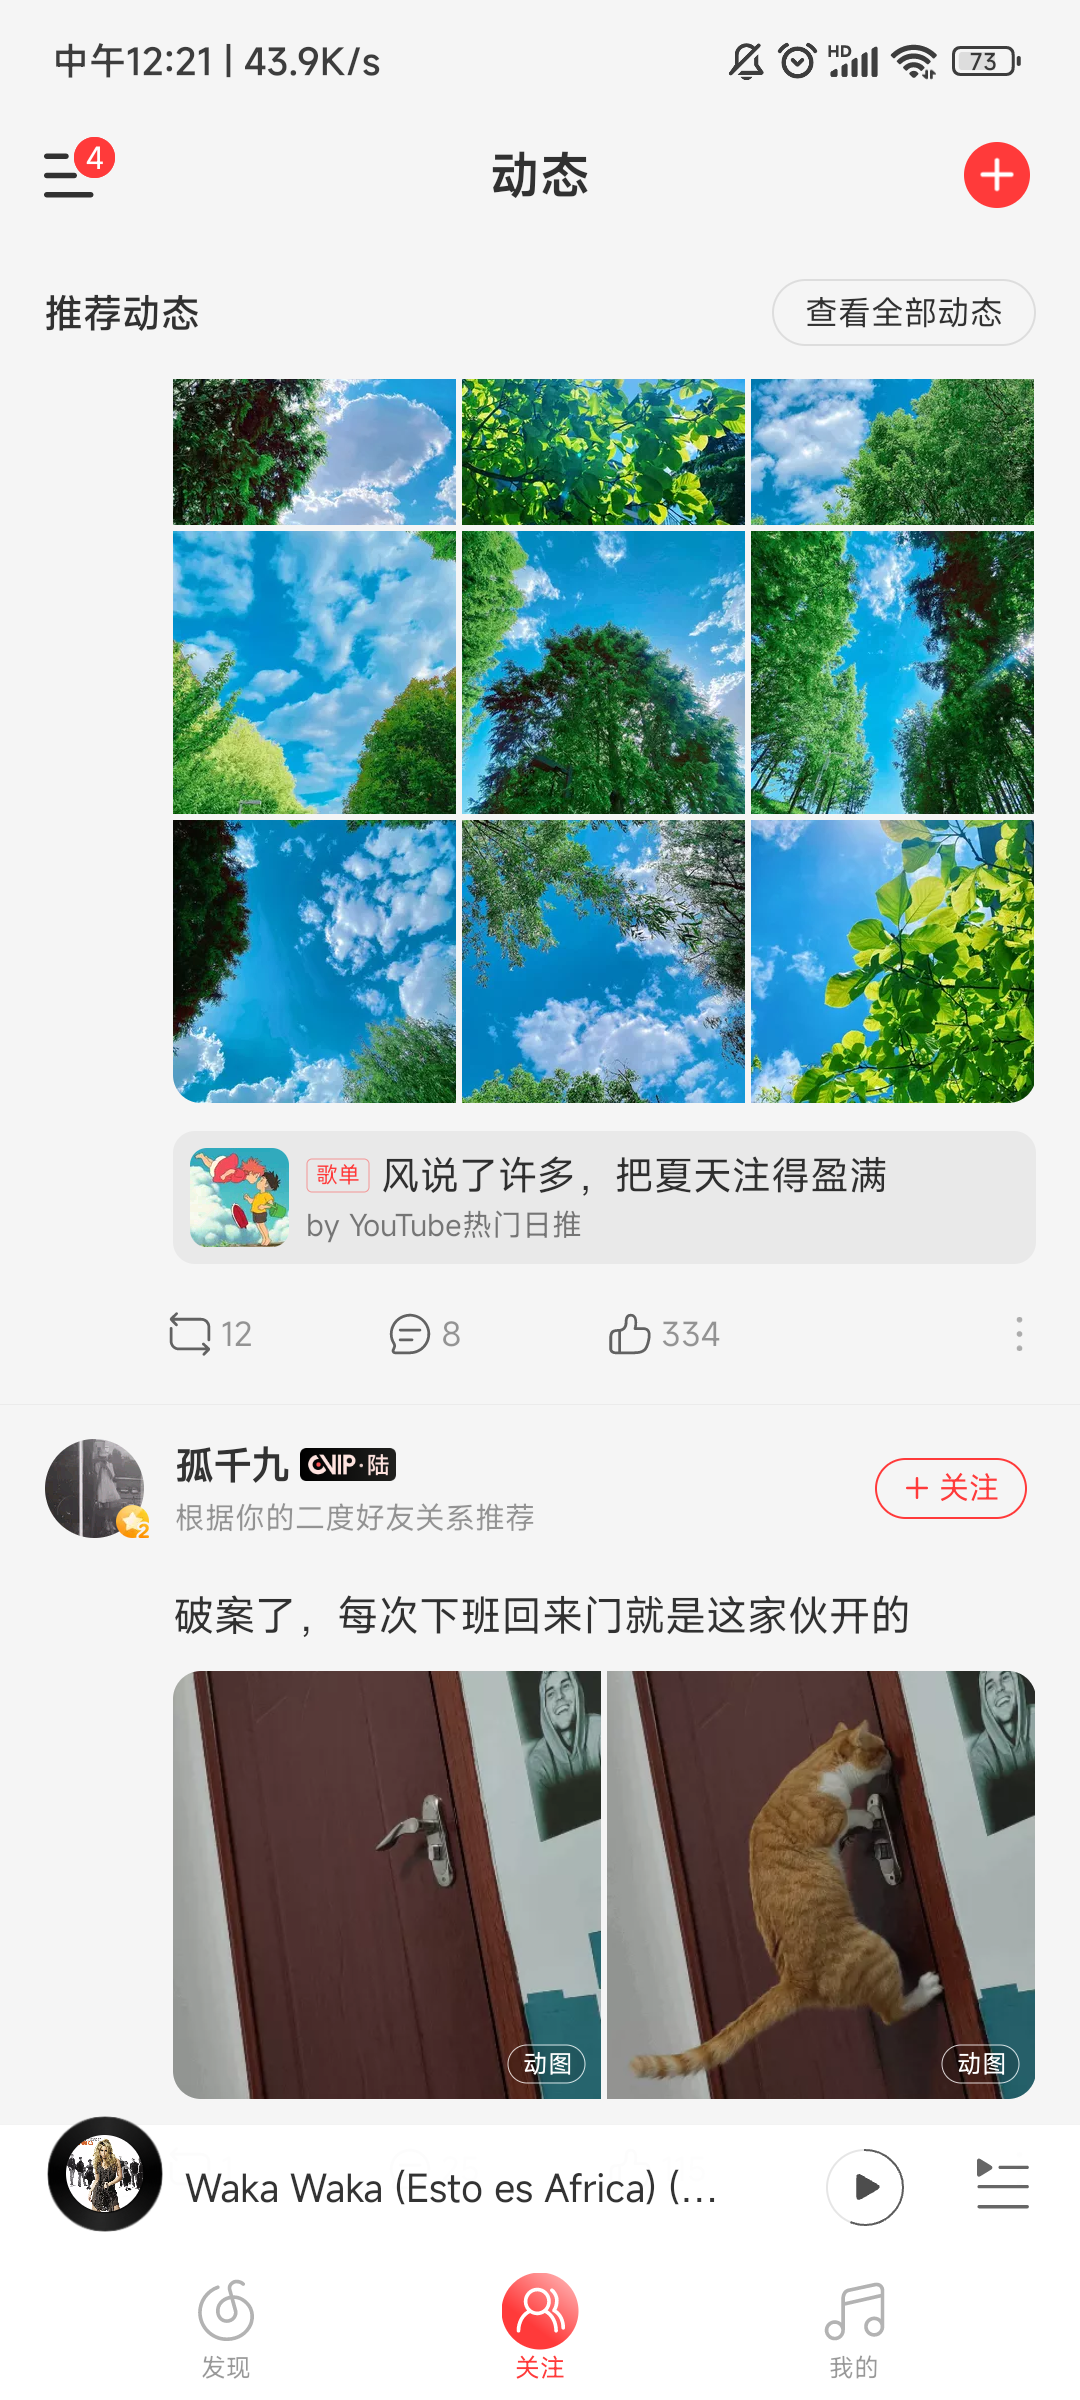 中午12:21 | 43.9K/s
HD
73
4
动态
推荐动态
查看全部动态
歌单 风说了许多，把夏天注得盈满
by YouTube热门日推
12
8
334
孤千九 VIP·陆
2
根据你的二度好友关系推荐
+ 关注
破案了，每次下班回来门就是这家伙开的
动图
动图
Waka Waka (Esto es Africa) (...
发现
关注
我的